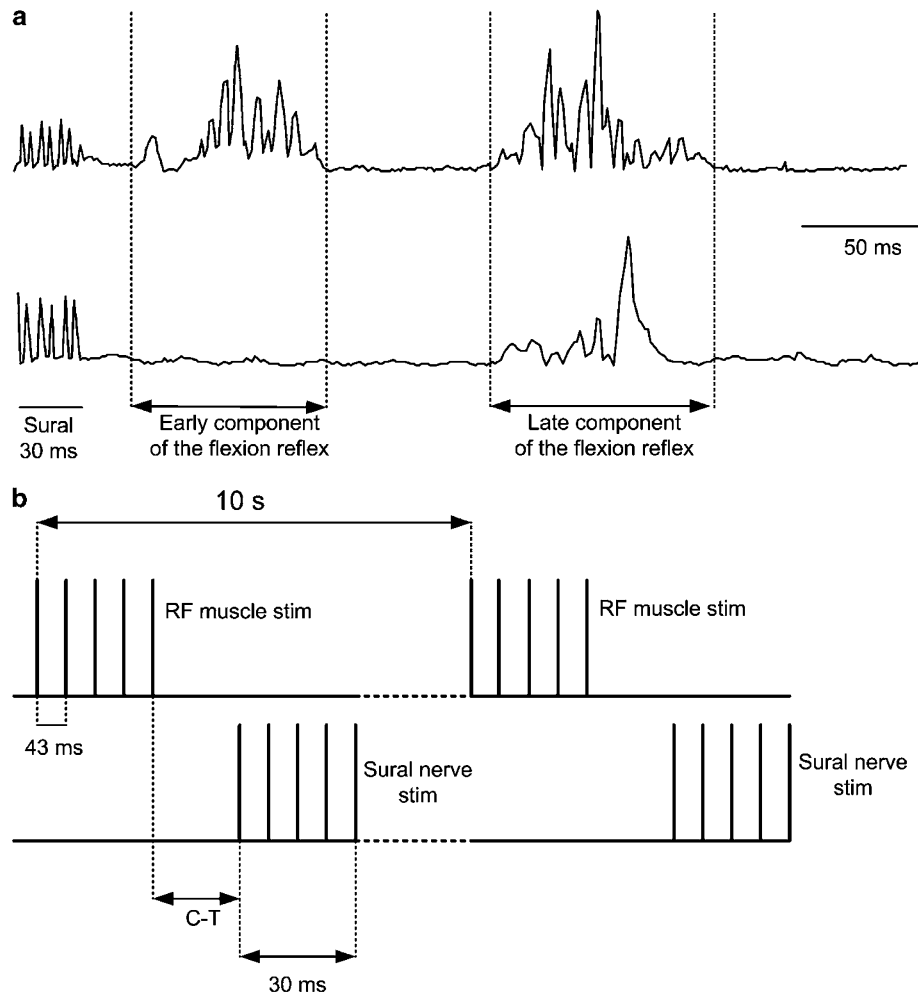 a
50 ms
Sural
30 ms
Early component
of the flexion reflex
Late component
of the flexion reflex
b
10 s
RF muscle stim
RF muscle stim
43 ms
Sural nerve
stim
Sural nerve
stim
C-T
30 ms